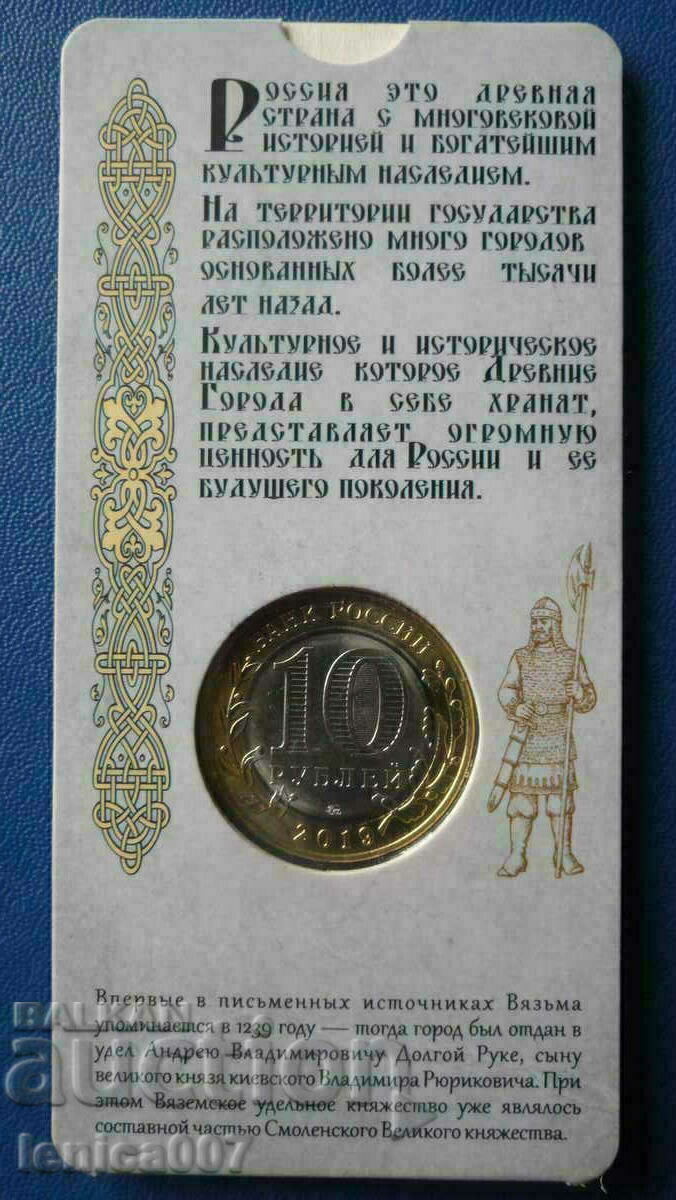 Россия это древняя
страна с многовековой
историей и богатейшим
культурным наследием.
На территории государства
расположено много городов
основанных более тысячи
лет назад.
Культурное и историческое
наследие которое Древние
Города в себе хранят,
представляет огромную
ценность для России и ее
будущего поколения.
БАНК РОССИИ
10
РУБЛЕЙ
2019
Впервые в письменных источниках Вязьма
упоминается в 1239 году — тогда город был отдан в
удел Андрею Владимировичу Долгой Руке, сыну
великого князя киевского Владимира Рюриковича. При
этом Вяземское удельное княжество уже являлось
составной частью Смоленского Великого княжества.
BALKAN
auction
lenica007